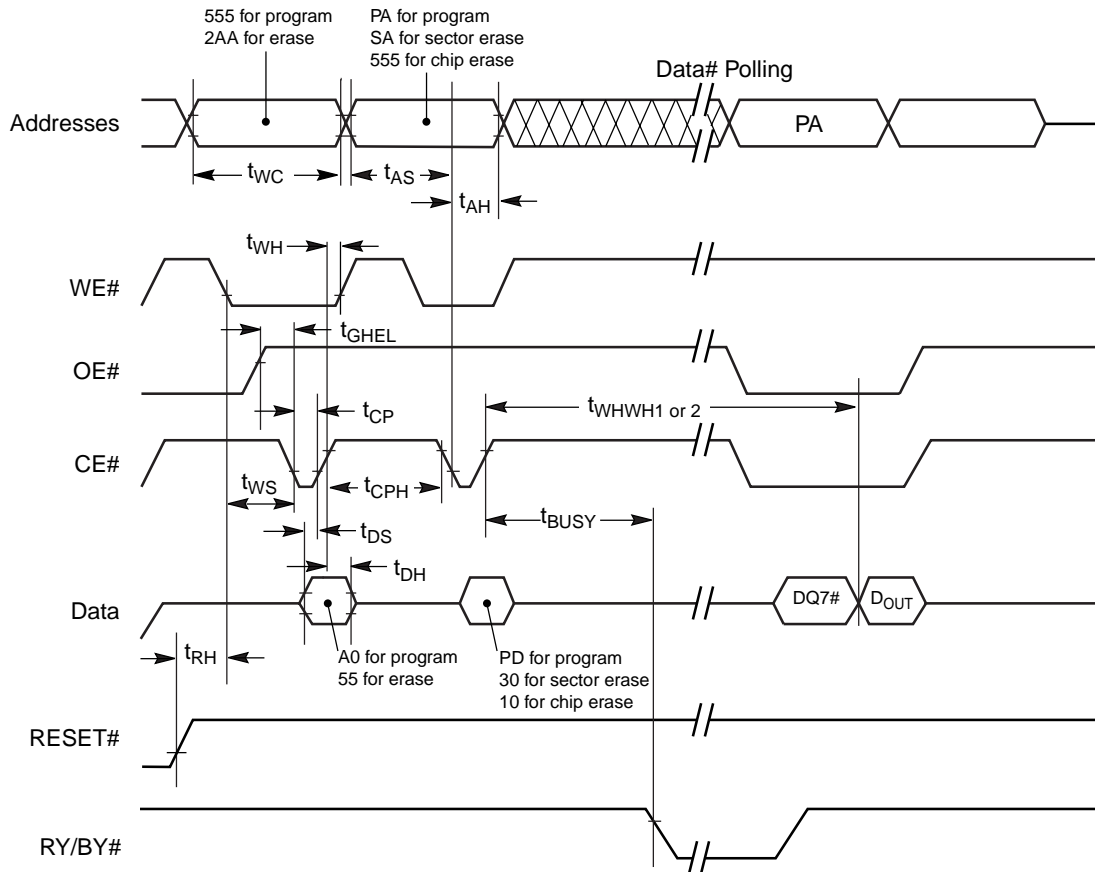 555 for program
2AA for erase
PA for program
SA for sector erase
555 for chip erase
Data# Polling
Addresses
PA
tWC
tAS
tAH
tWH
WE#
tGHEL
OE#
tCP
tWHWH1 or 2
CE#
tWS
tCPH
tBUSY
tDS
tDH
Data
DQ7#
DOUT
tRH
A0 for program
55 for erase
PD for program
30 for sector erase
10 for chip erase
RESET#
RY/BY#